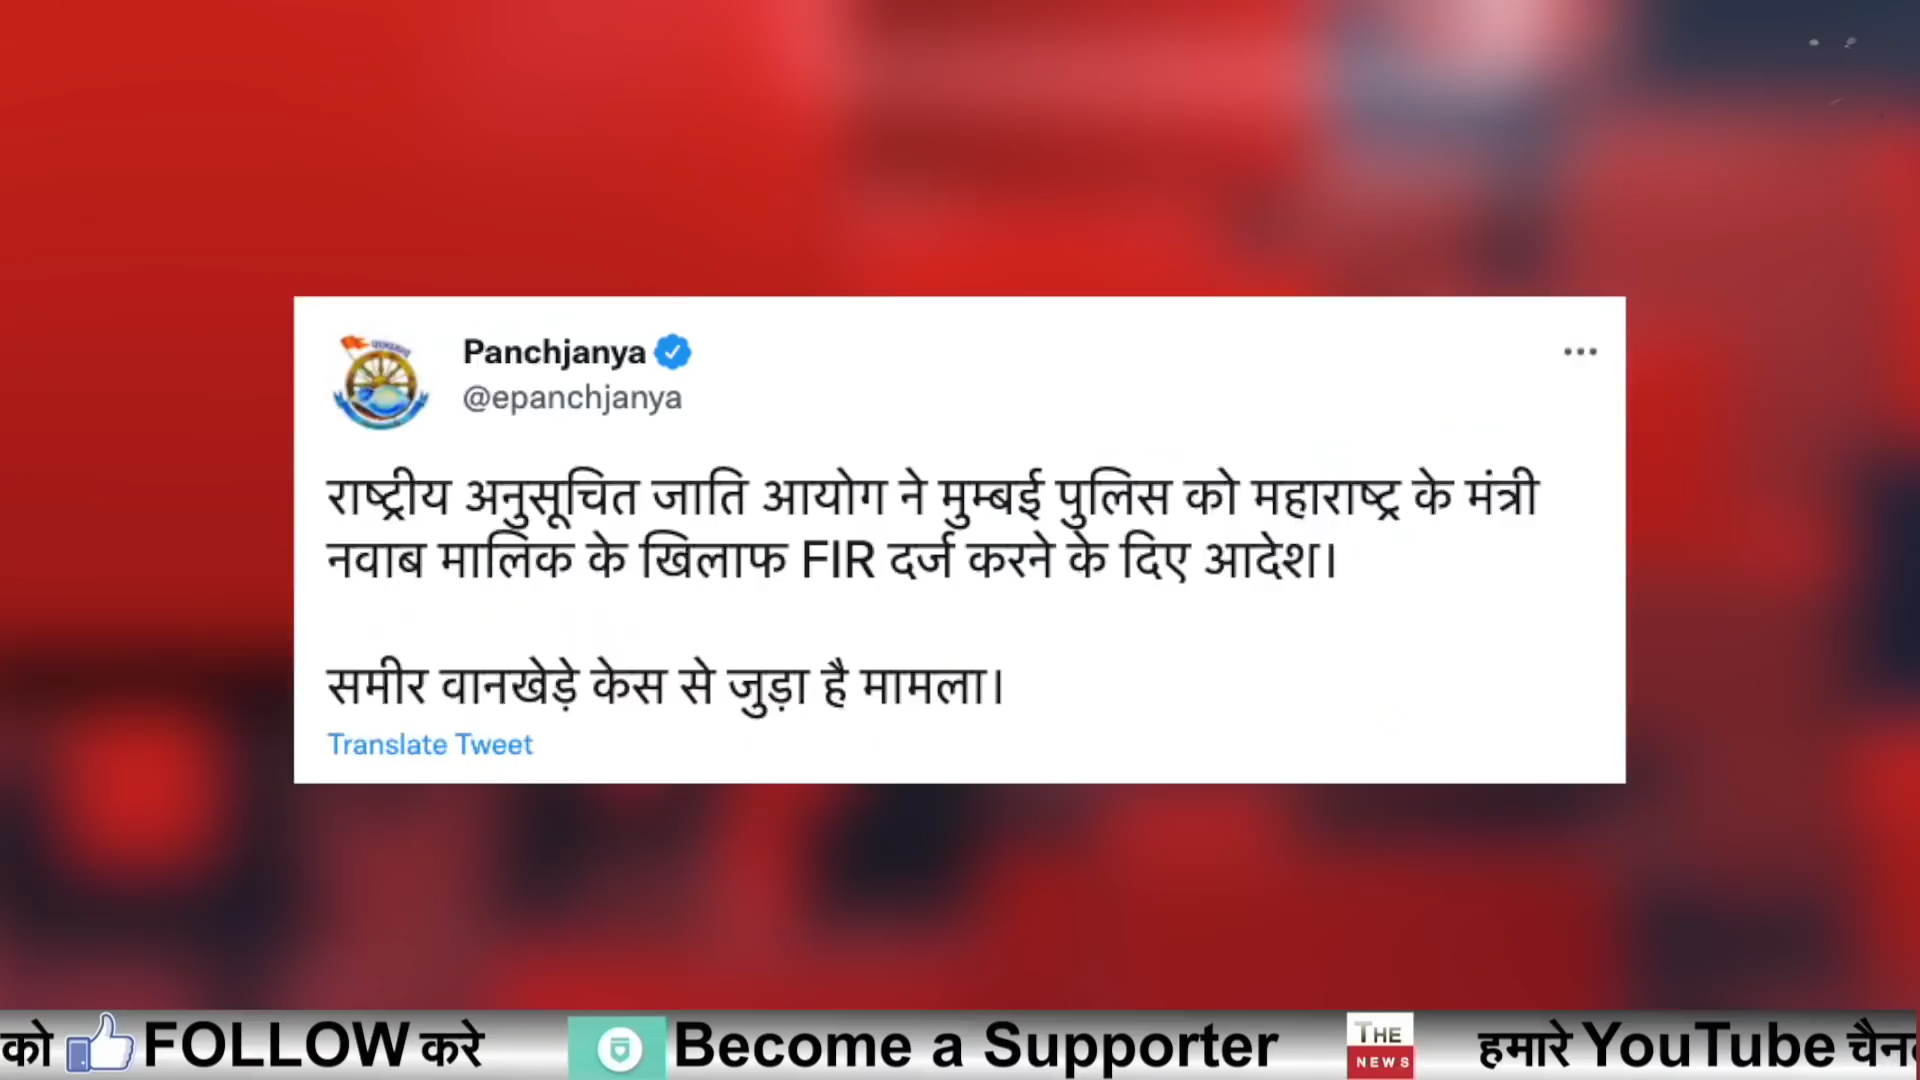 Panchjanya
@epanchjanya
राष्ट्रीय अनुसूचित जाति आयोग ने मुम्बई पुलिस को महाराष्ट्र के मंत्री
नवाब मालिक के खिलाफ FIR दर्ज करने के दिए आदेश।
समीर वानखेड़े केस से जुड़ा है मामला।
Translate Tweet
को FOLLOW करे Become a Supporter THE NEWS हमारे YouTube